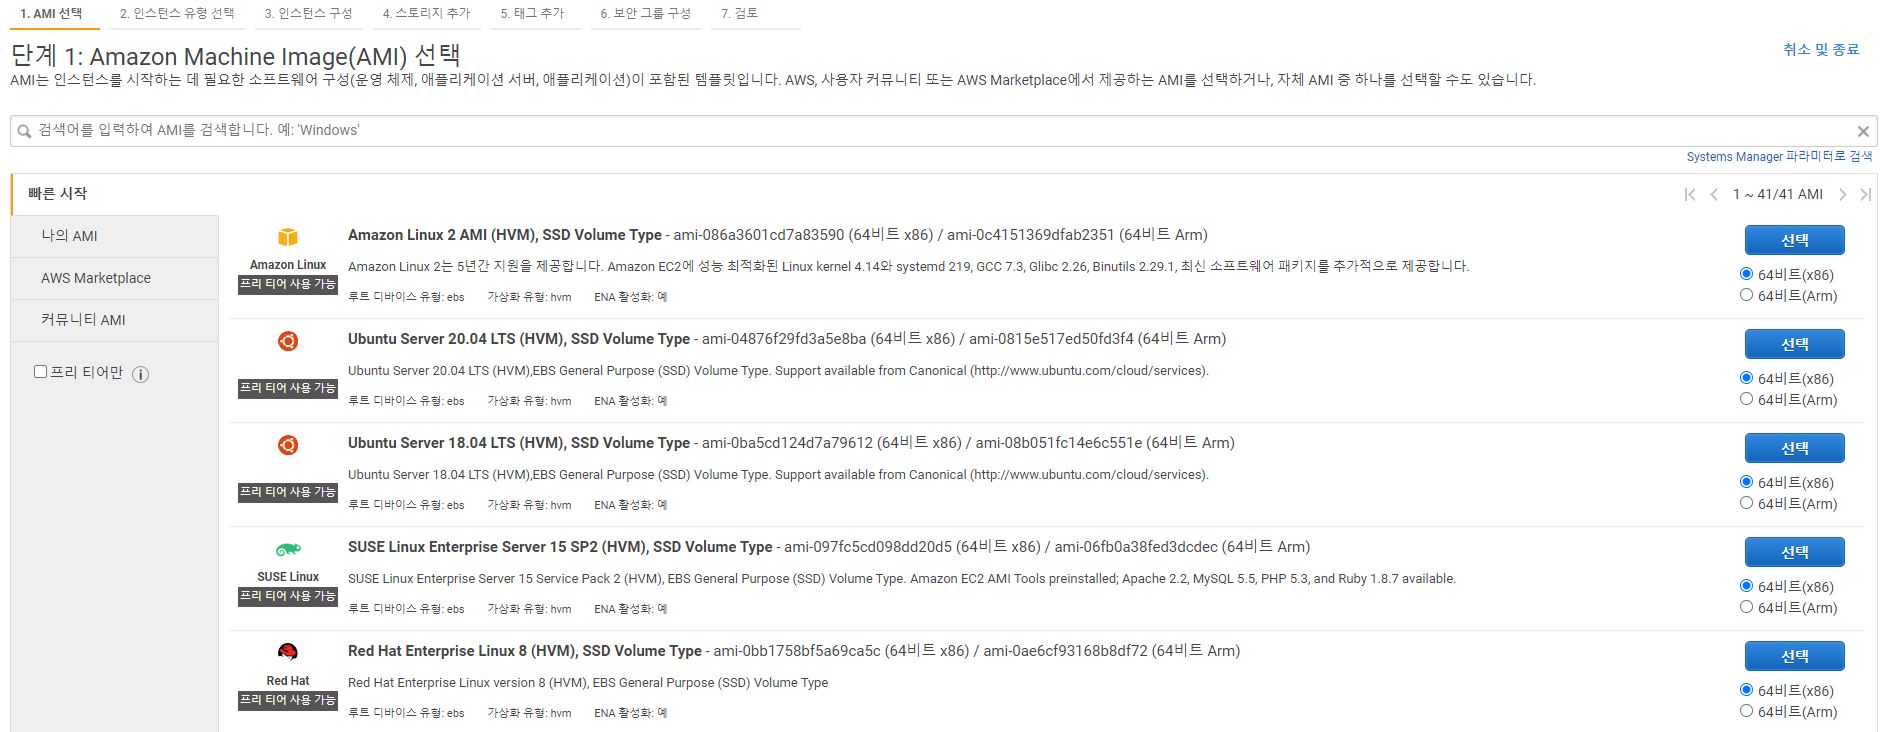 1. AMI 선택 2. 인스턴스 유형 선택 3. 인스턴스 구성 4. 스토리지 추가 5. 태그 추가 6. 보안 그룹 구성 7. 검토
단계 1: Amazon Machine Image(AMI) 선택
취소 및 종료
AMI는 인스턴스를 시작하는 데 필요한 소프트웨어 구성(운영 체제, 애플리케이션 서버, 애플리케이션)이 포함된 템플릿입니다. AWS, 사용자 커뮤니티 또는 AWS Marketplace에서 제공하는 AMI를 선택하거나, 자체 AMI 중 하나를 선택할 수도 있습니다.
검색어를 입력하여 AMI를 검색합니다. 예: 'Windows'
Systems Manager 파라미터로 검색
빠른 시작
1 ~ 41/41 AMI
나의 AMI
AWS Marketplace
커뮤니티 AMI
프리 티어만
Amazon Linux
프리 티어 사용 가능
Amazon Linux 2 AMI (HVM), SSD Volume Type - ami-086a3601cd7a83590 (64비트 x86) / ami-0c4151369dfab2351 (64비트 Arm)
Amazon Linux 2는 5년간 지원을 제공합니다. Amazon EC2에 성능 최적화된 Linux kernel 4.14와 systemd 219, GCC 7.3, Glibc 2.26, Binutils 2.29.1, 최신 소프트웨어 패키지를 추가적으로 제공합니다.
루트 디바이스 유형: ebs 가상화 유형: hvm ENA 활성화: 예
선택
64비트(x86)
64비트(Arm)
프리 티어 사용 가능
Ubuntu Server 20.04 LTS (HVM), SSD Volume Type - ami-04876f29fd3a5e8ba (64비트 x86) / ami-0815e517ed50fd3f4 (64비트 Arm)
Ubuntu Server 20.04 LTS (HVM),EBS General Purpose (SSD) Volume Type. Support available from Canonical (http://www.ubuntu.com/cloud/services).
루트 디바이스 유형: ebs 가상화 유형: hvm ENA 활성화: 예
선택
64비트(x86)
64비트(Arm)
프리 티어 사용 가능
Ubuntu Server 18.04 LTS (HVM), SSD Volume Type - ami-0ba5cd124d7a79612 (64비트 x86) / ami-08b051fc14e6c551e (64비트 Arm)
Ubuntu Server 18.04 LTS (HVM),EBS General Purpose (SSD) Volume Type. Support available from Canonical (http://www.ubuntu.com/cloud/services).
루트 디바이스 유형: ebs 가상화 유형: hvm ENA 활성화: 예
선택
64비트(x86)
64비트(Arm)
SUSE Linux
프리 티어 사용 가능
SUSE Linux Enterprise Server 15 SP2 (HVM), SSD Volume Type - ami-097fc5cd098dd20d5 (64비트 x86) / ami-06fb0a38fed3dcdec (64비트 Arm)
SUSE Linux Enterprise Server 15 Service Pack 2 (HVM), EBS General Purpose (SSD) Volume Type. Amazon EC2 AMI Tools preinstalled; Apache 2.2, MySQL 5.5, PHP 5.3, and Ruby 1.8.7 available.
루트 디바이스 유형: ebs 가상화 유형: hvm ENA 활성화: 예
선택
64비트(x86)
64비트(Arm)
Red Hat
프리 티어 사용 가능
Red Hat Enterprise Linux 8 (HVM), SSD Volume Type - ami-0bb1758bf5a69ca5c (64비트 x86) / ami-0ae6cf93168b8df72 (64비트 Arm)
Red Hat Enterprise Linux version 8 (HVM), EBS General Purpose (SSD) Volume Type
루트 디바이스 유형: ebs 가상화 유형: hvm ENA 활성화: 예
선택
64비트(x86)
64비트(Arm)